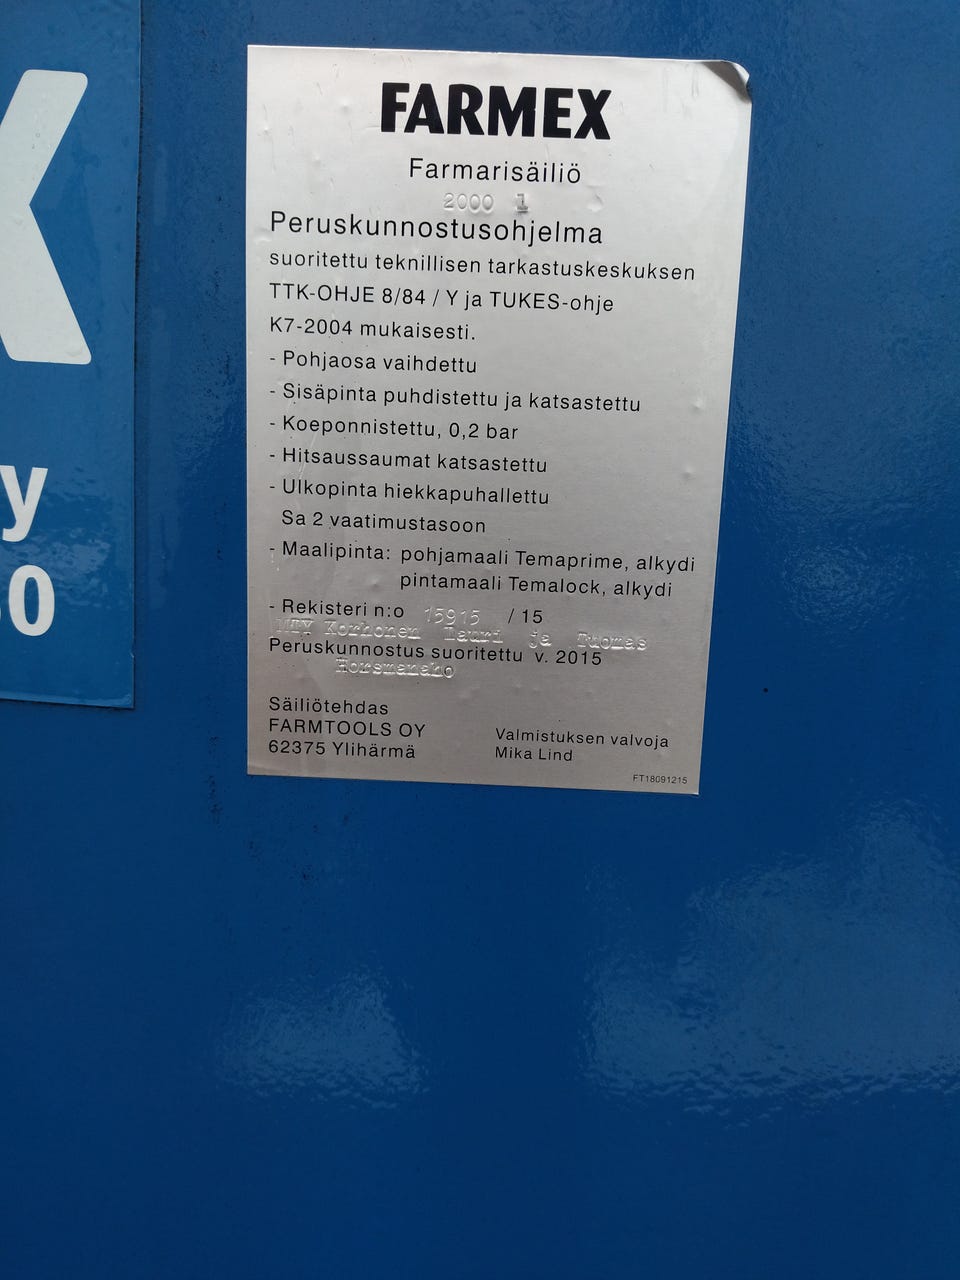 K
y
0
FARMEX
Farmarisäiliö
2000 l
Peruskunnostusohjelma
suoritettu teknillisen tarkastuskeskuksen
TTK-OHJE 8/84 / Y ja TUKES-ohje
K7-2004 mukaisesti.
- Pohjaosa vaihdettu
- Sisäpinta puhdistettu ja katsastettu
- Koeponnistettu, 0,2 bar
- Hitsaussaumat katsastettu
- Ulkopinta hiekkapuhallettu
Sa 2 vaatimustasoon
- Maalipinta: pohjamaali Temaprime, alkydi
pintamaali Temalock, alkydi
- Rekisteri n:o 15915 / 15
MTY Korhonen Lauri ja Tuomas
Peruskunnostus suoritettu v. 2015
Horsmanaho
Säiliötehdas
FARMTOOLS OY
62375 Ylihärmä
Valmistuksen valvoja
Mika Lind
FT18091215